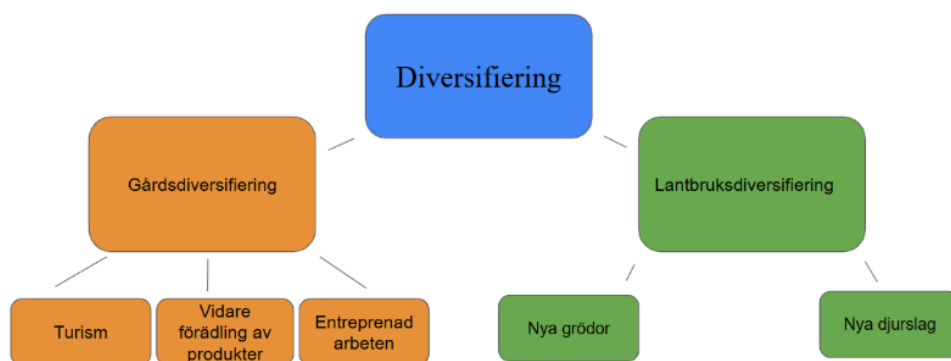 Diversifiering
Gårdsdiversifiering
Lantbruksdiversifiering
Turism
Vidare
förädling av
produkter
Entreprenad
arbeten
Nya grödor
Nya djurslag